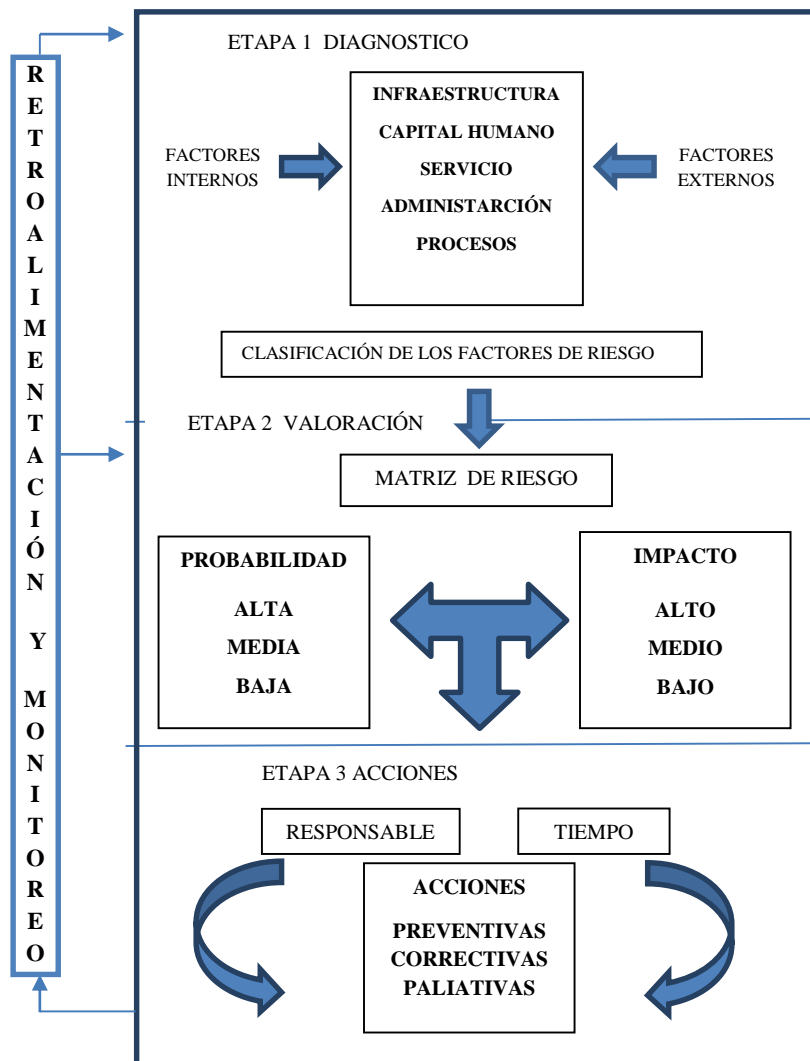 RETROALIMENTACIÓN Y MONITOREO
ETAPA 1 DIAGNOSTICO
INFRAESTRUCTURA
CAPITAL HUMANO
SERVICIO
ADMINISTARCIÓN
PROCESOS
FACTORES
INTERNOS
FACTORES
EXTERNOS
CLASIFICACIÓN DE LOS FACTORES DE RIESGO
ETAPA 2 VALORACIÓN
MATRIZ DE RIESGO
PROBABILIDAD
ALTA
MEDIA
BAJA
IMPACTO
ALTO
MEDIO
BAJO
ETAPA 3 ACCIONES
RESPONSABLE
TIEMPO
ACCIONES
PREVENTIVAS
CORRECTIVAS
PALIATIVAS